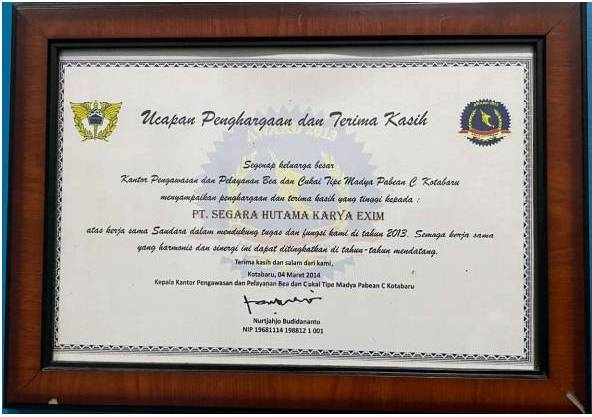 Ucapan Penghargaan dan Terima Kasih
AWARD 2013
Segenap keluarga besar
Kantor Pengawasan dan Pelayanan Bea dan Cukai Tipe Madya Pabean C Kotabaru
menyampaikan penghargaan dan terima kasih yang tinggi kepada :
PT. SEGARA HUTAMA KARYA EXIM
atas kerja sama Saudara dalam mendukung tugas dan fungsi kami di tahun 2013. Semoga kerja sama
yang harmonis dan sinergi ini dapat ditingkatkan di tahun-tahun mendatang.
Terima kasih dan salam dari kami,
Kotabaru, 04 Maret 2014
Kepala Kantor Pengawasan dan Pelayanan Bea dan Cukai Tipe Madya Pabean C Kotabaru
Nurtjahjo Budidananto
NIP 19681114 198812 1 001